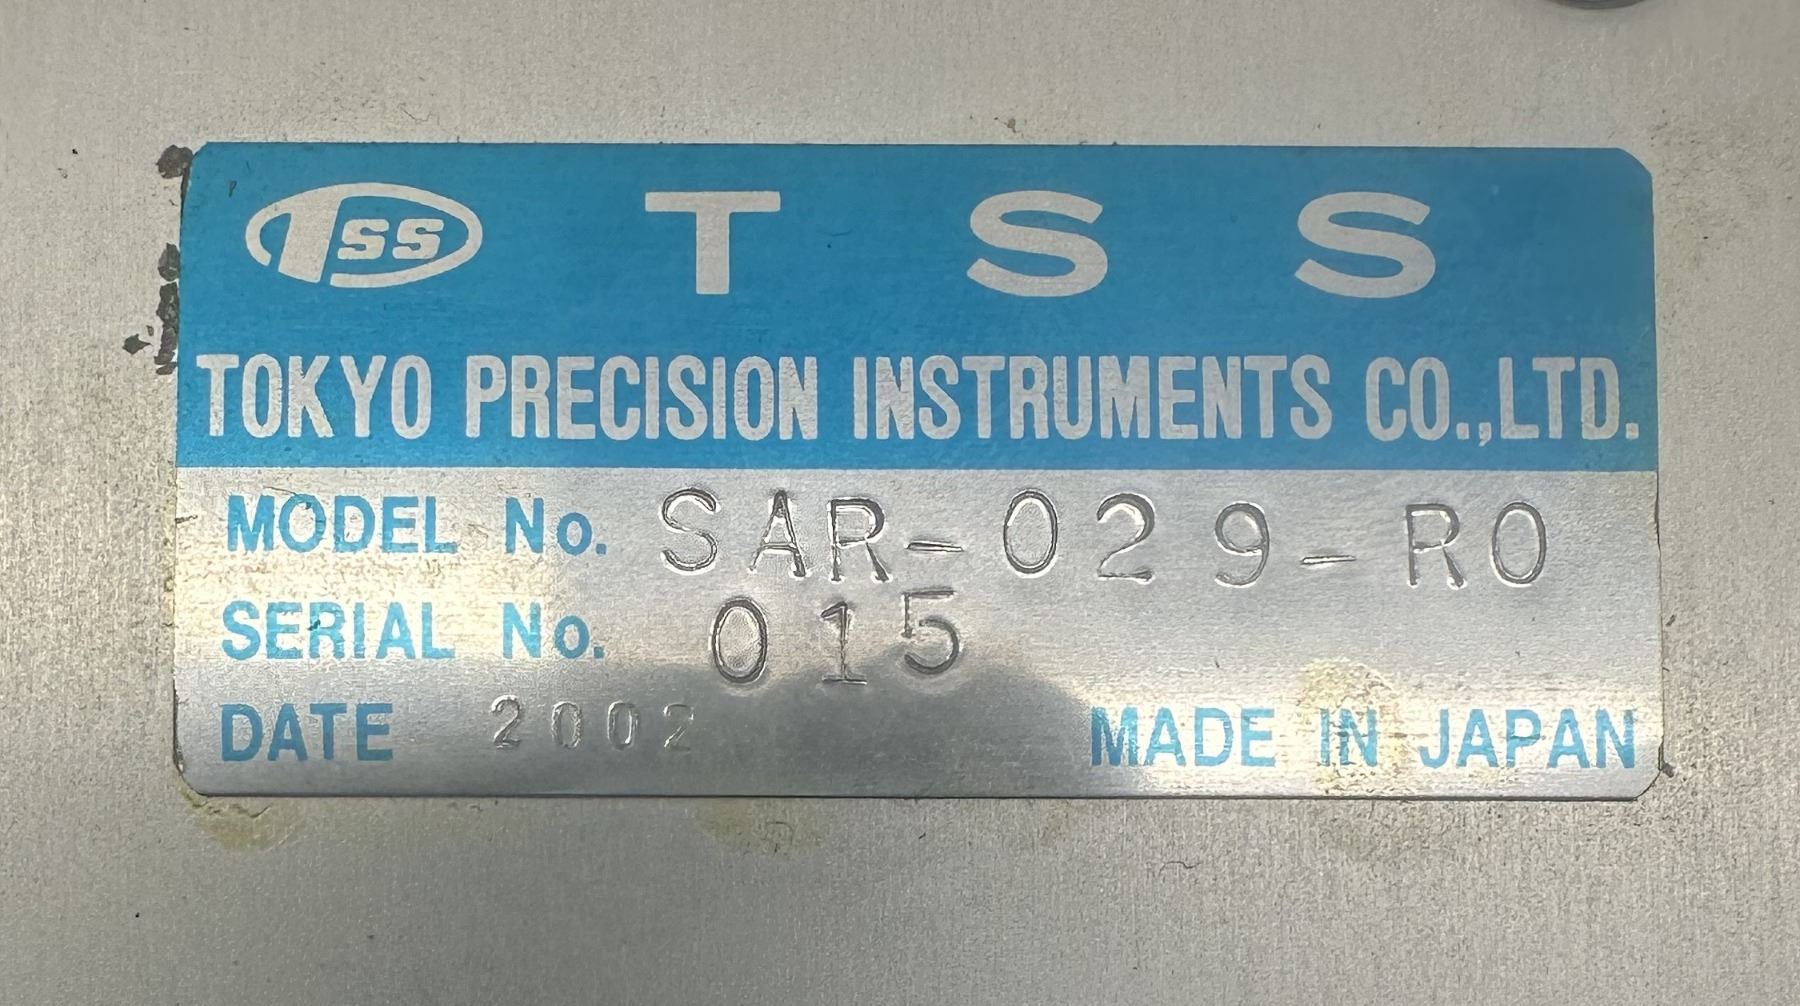 TSS T S S
TOKYO PRECISION INSTRUMENTS CO.,LTD.
MODEL No. SAR-029-R0
SERIAL No. 015
DATE 2002 MADE IN JAPAN